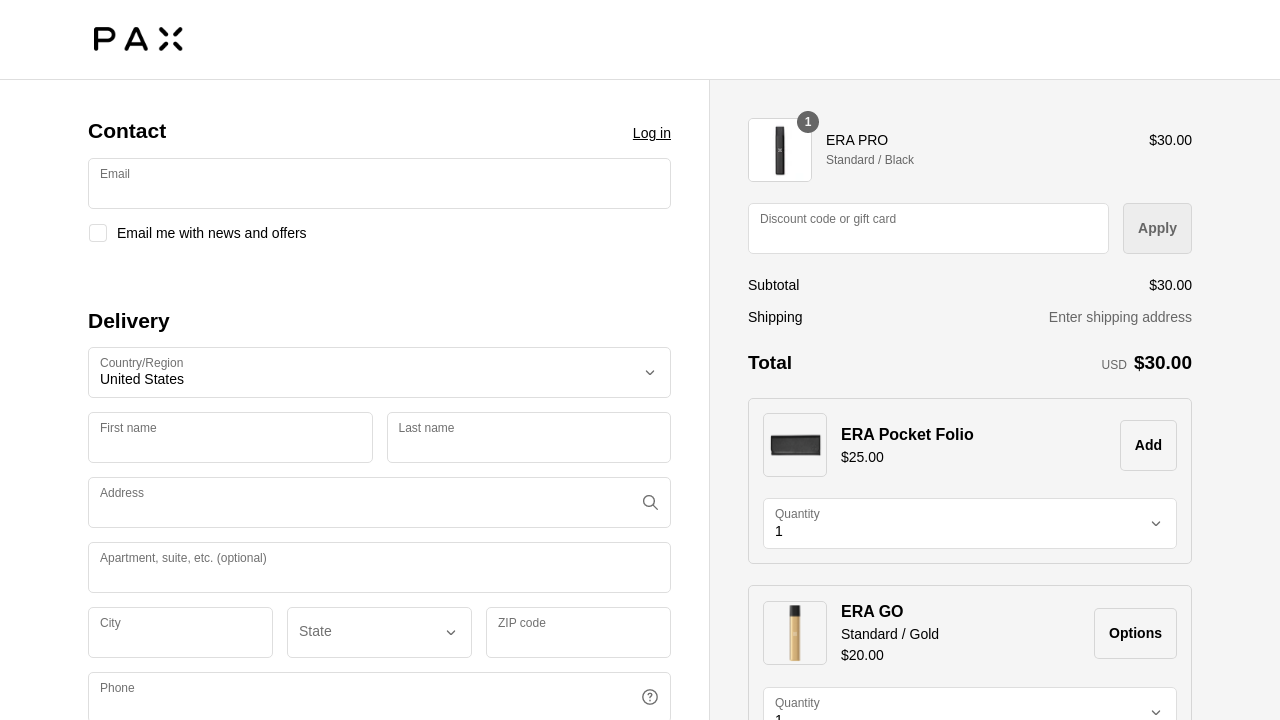 PAX
Contact
Log in
Email
Email me with news and offers
Delivery
Country/Region
United States
First name
Last name
Address
Apartment, suite, etc. (optional)
City
State
ZIP code
Phone
1
ERA PRO
$30.00
Standard / Black
Discount code or gift card
Apply
Subtotal
$30.00
Shipping
Enter shipping address
Total
USD $30.00
ERA Pocket Folio
$25.00
Add
Quantity
1
ERA GO
Standard / Gold
$20.00
Options
Quantity
1